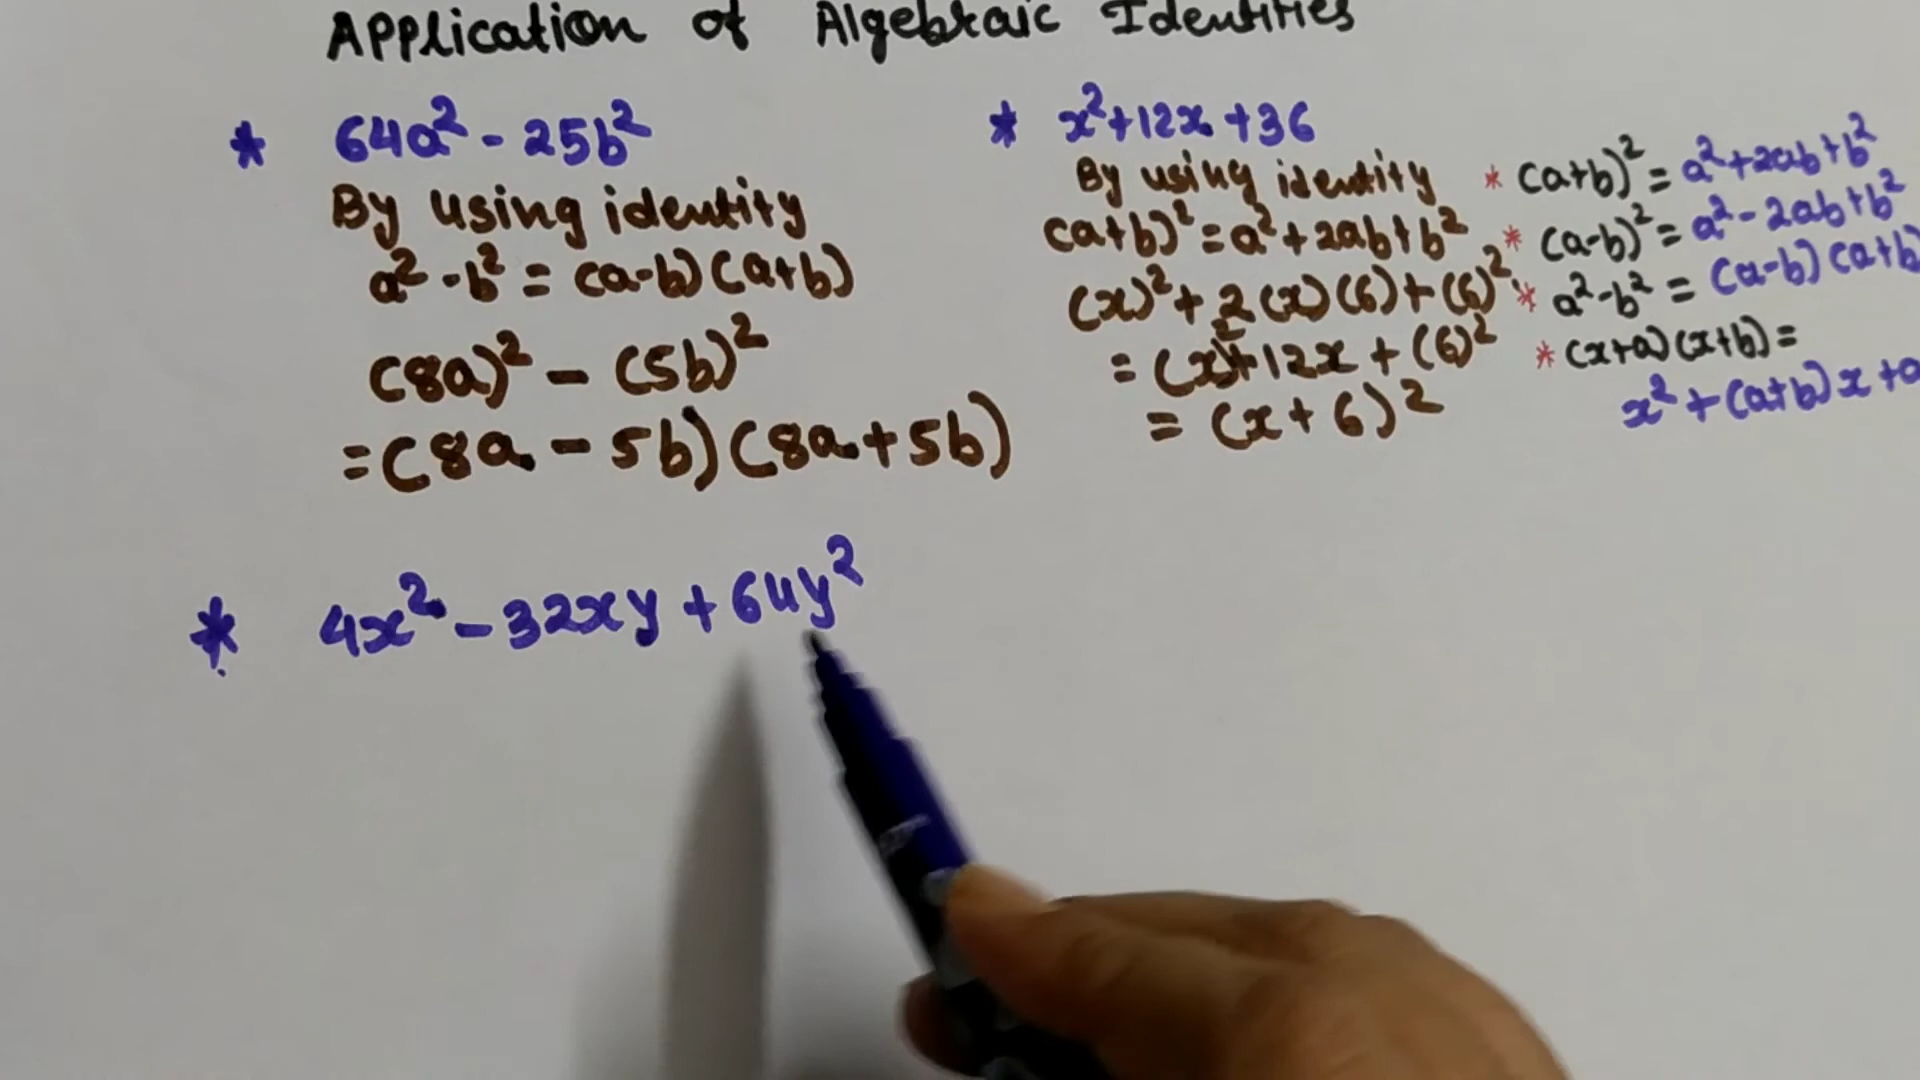 Application of Algebraic Identities
* 64a² - 25b²
By using identity
a² - b² = (a-b)(a+b)
(8a)² - (5b)²
= (8a - 5b)(8a + 5b)
* x² + 12x + 36
By using identity
(a+b)² = a² + 2ab + b²
(x)² + 2(x)(6) + (6)²
= (x)² + 12x + (6)²
= (x + 6)²
* (a+b)² = a² + 2ab + b²
* (a-b)² = a² - 2ab + b²
* a² - b² = (a-b)(a+b
* (x+a)(x+b) =
x² + (a+b)x + a
* 4x² - 32xy + 64y²